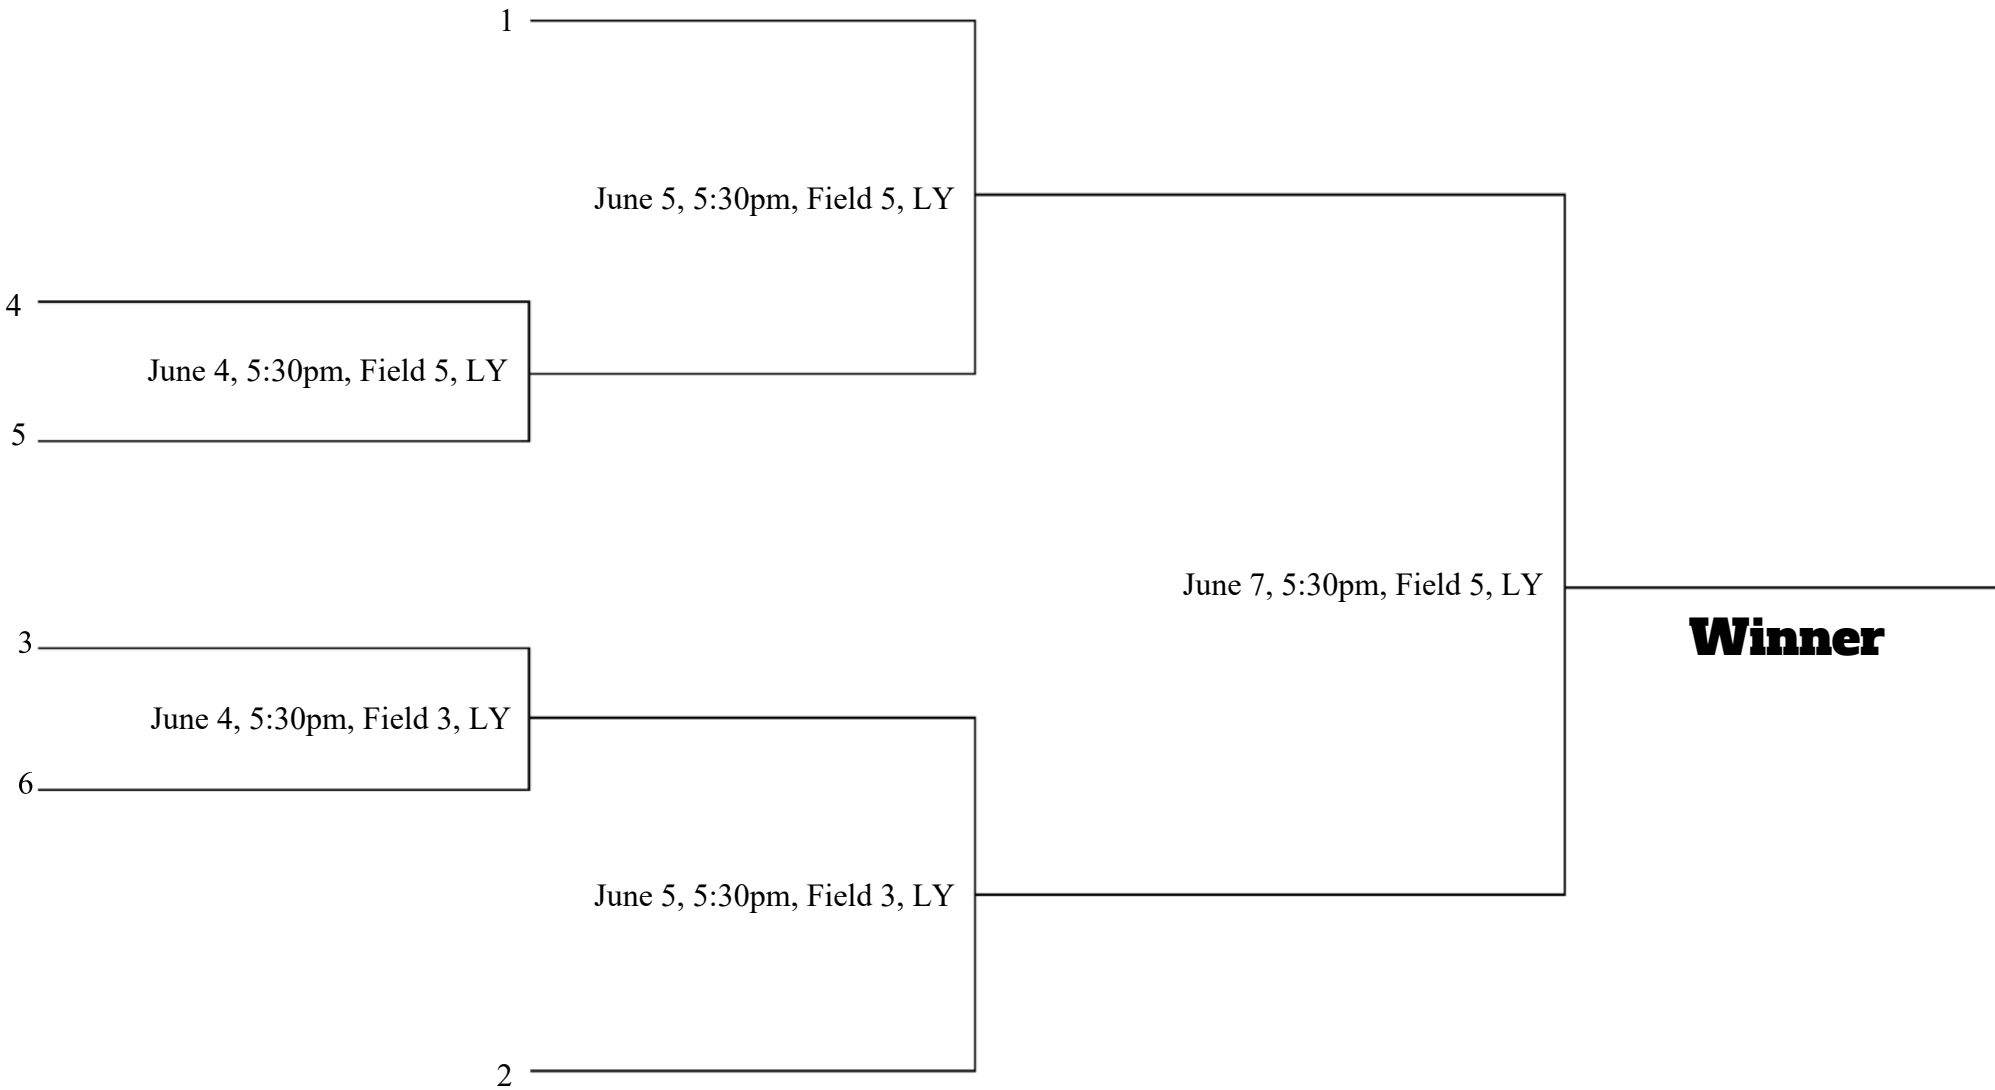 1
June 5, 5:30pm, Field 5, LY
4
June 4, 5:30pm, Field 5, LY
5
June 7, 5:30pm, Field 5, LY
Winner
3
June 4, 5:30pm, Field 3, LY
6
June 5, 5:30pm, Field 3, LY
2